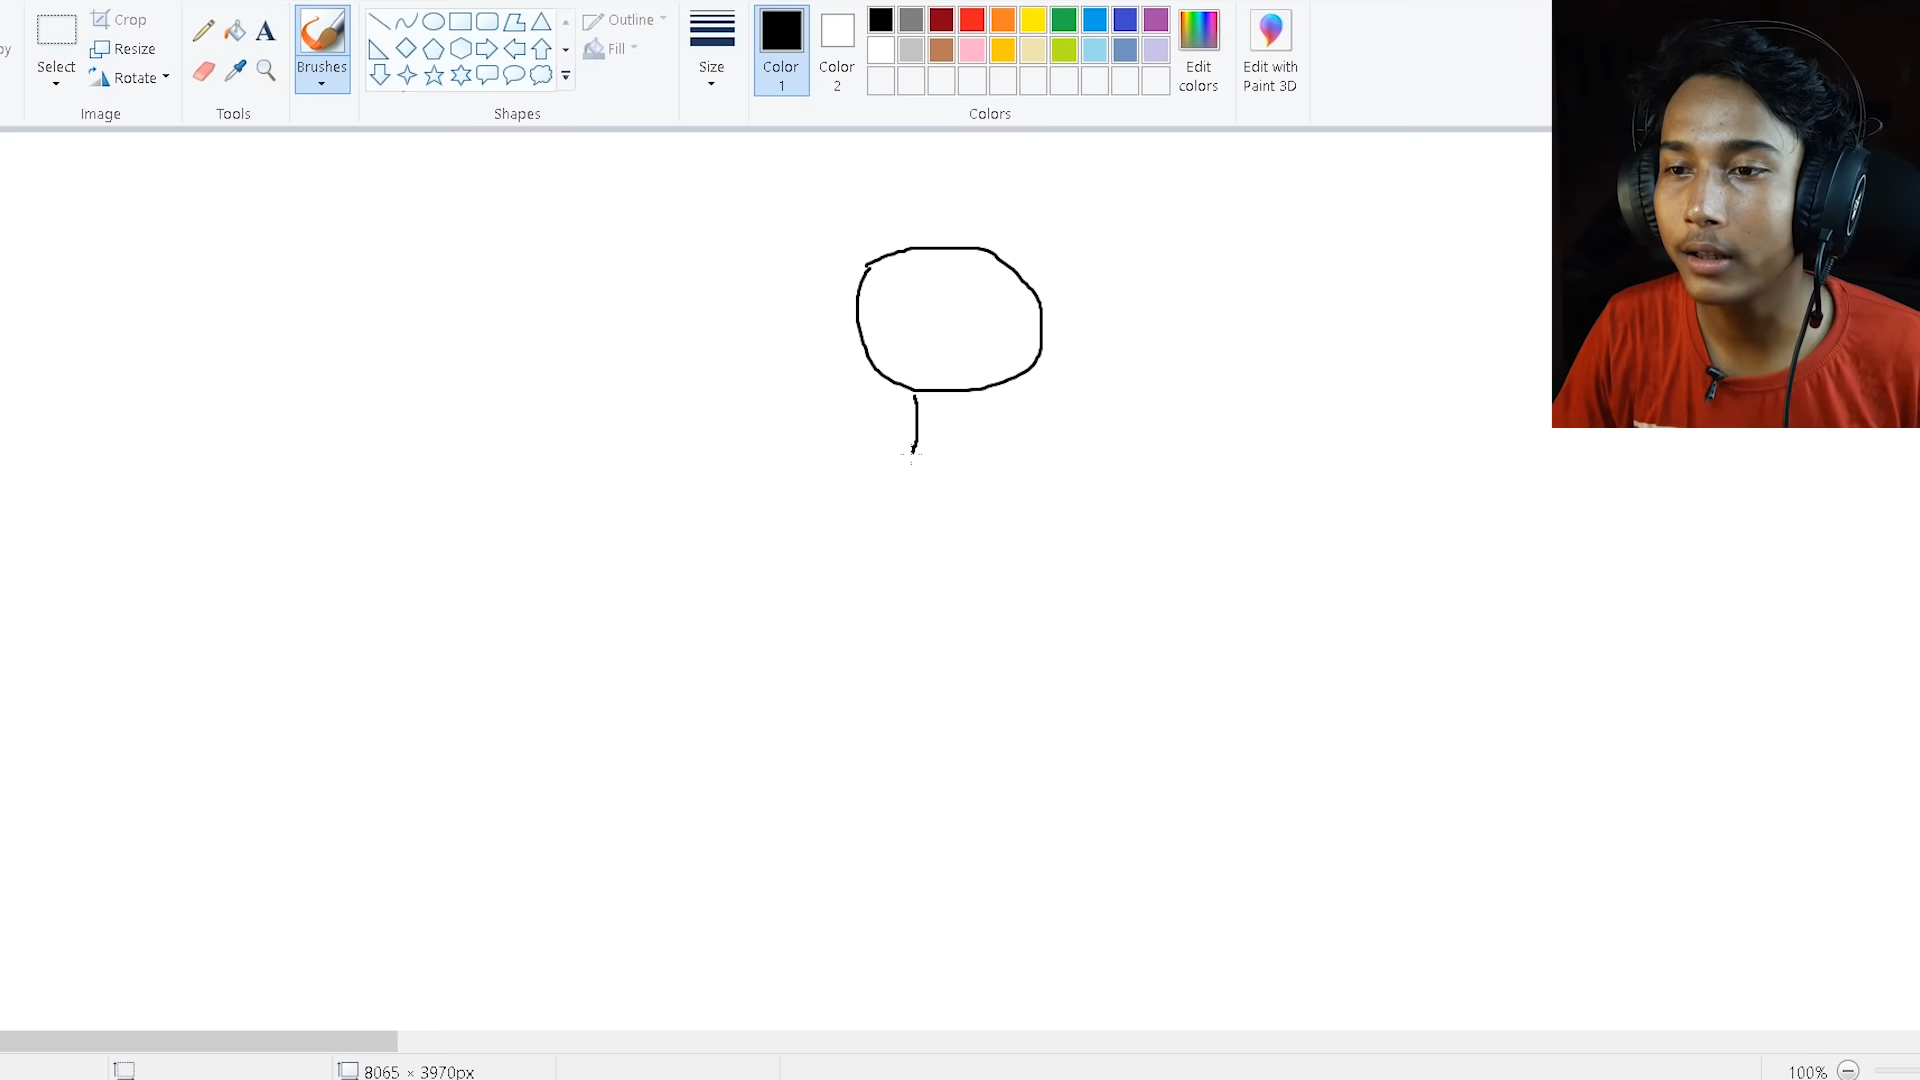 py
Select
Crop
Resize
Rotate
Image
A
Tools
Brushes
Outline
Fill
Shapes
Size
Color
1
Color
2
Edit
colors
Colors
Edit with
Paint 3D
8065 × 3970px
100%